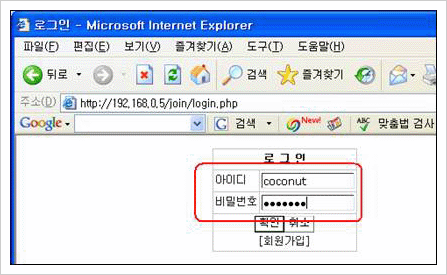 로그인 - Microsoft Internet Explorer
파일(F) 편집(E) 보기(V) 즐겨찾기(A) 도구(T) 도움말(H)
뒤로 검색 즐겨찾기
주소(D) http://192.168.0.5/join/login.php
Google 검색 New! ABC 맞춤법 검사
로 그 인
아이디 coconut
비밀번호 •••••••
확인 취소
[회원가입]